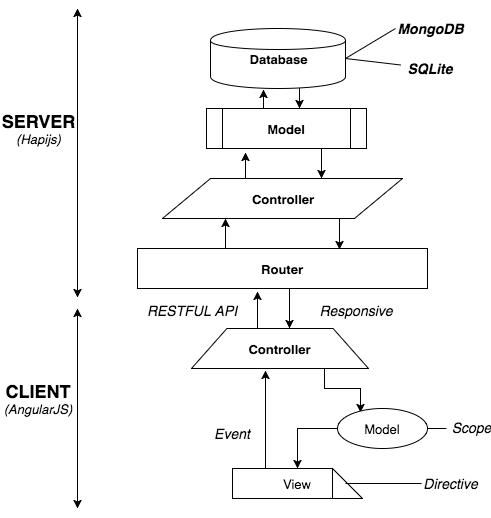 MongoDB
Database
SQLite
SERVER
(Hapijs)
Model
Controller
Router
RESTFUL API
Responsive
Controller
CLIENT
(AngularJS)
Model
Scope
Event
View
Directive